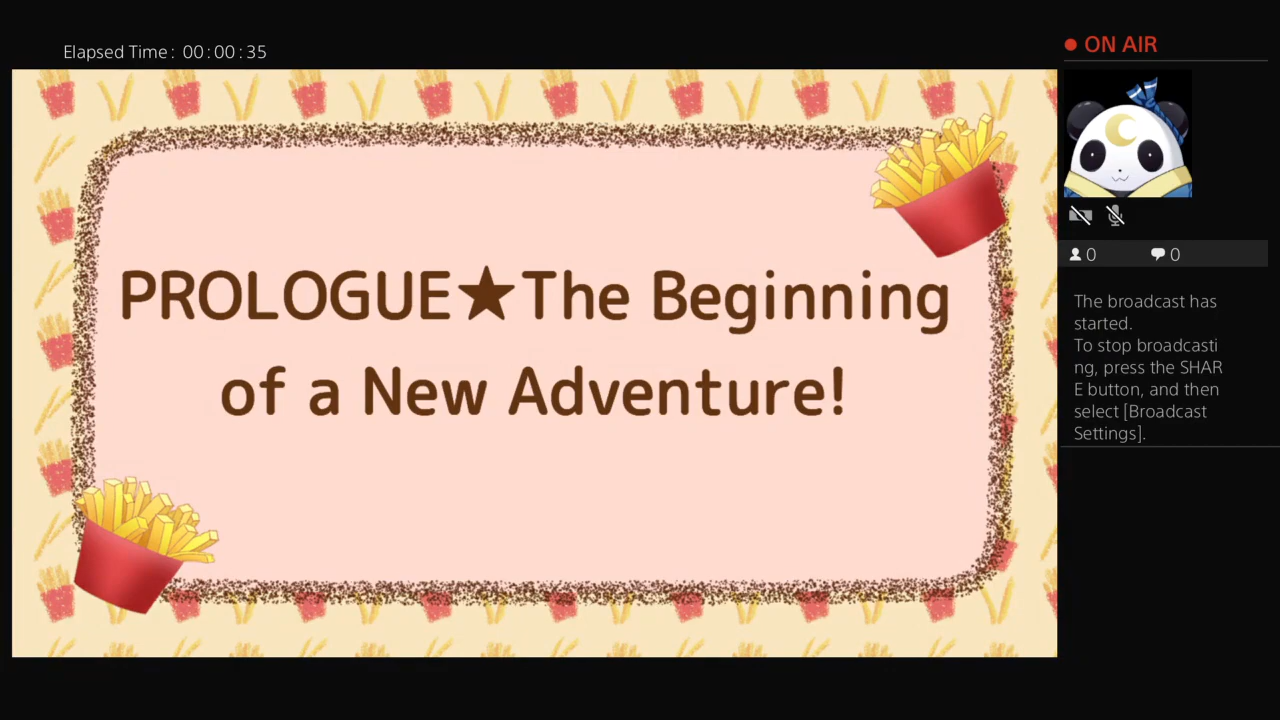 Elapsed Time: 00:00:35
ON AIR
PROLOGUE★The Beginning
of a New Adventure!
0 0
The broadcast has
started.
To stop broadcasti
ng, press the SHAR
E button, and then
select [Broadcast
Settings].